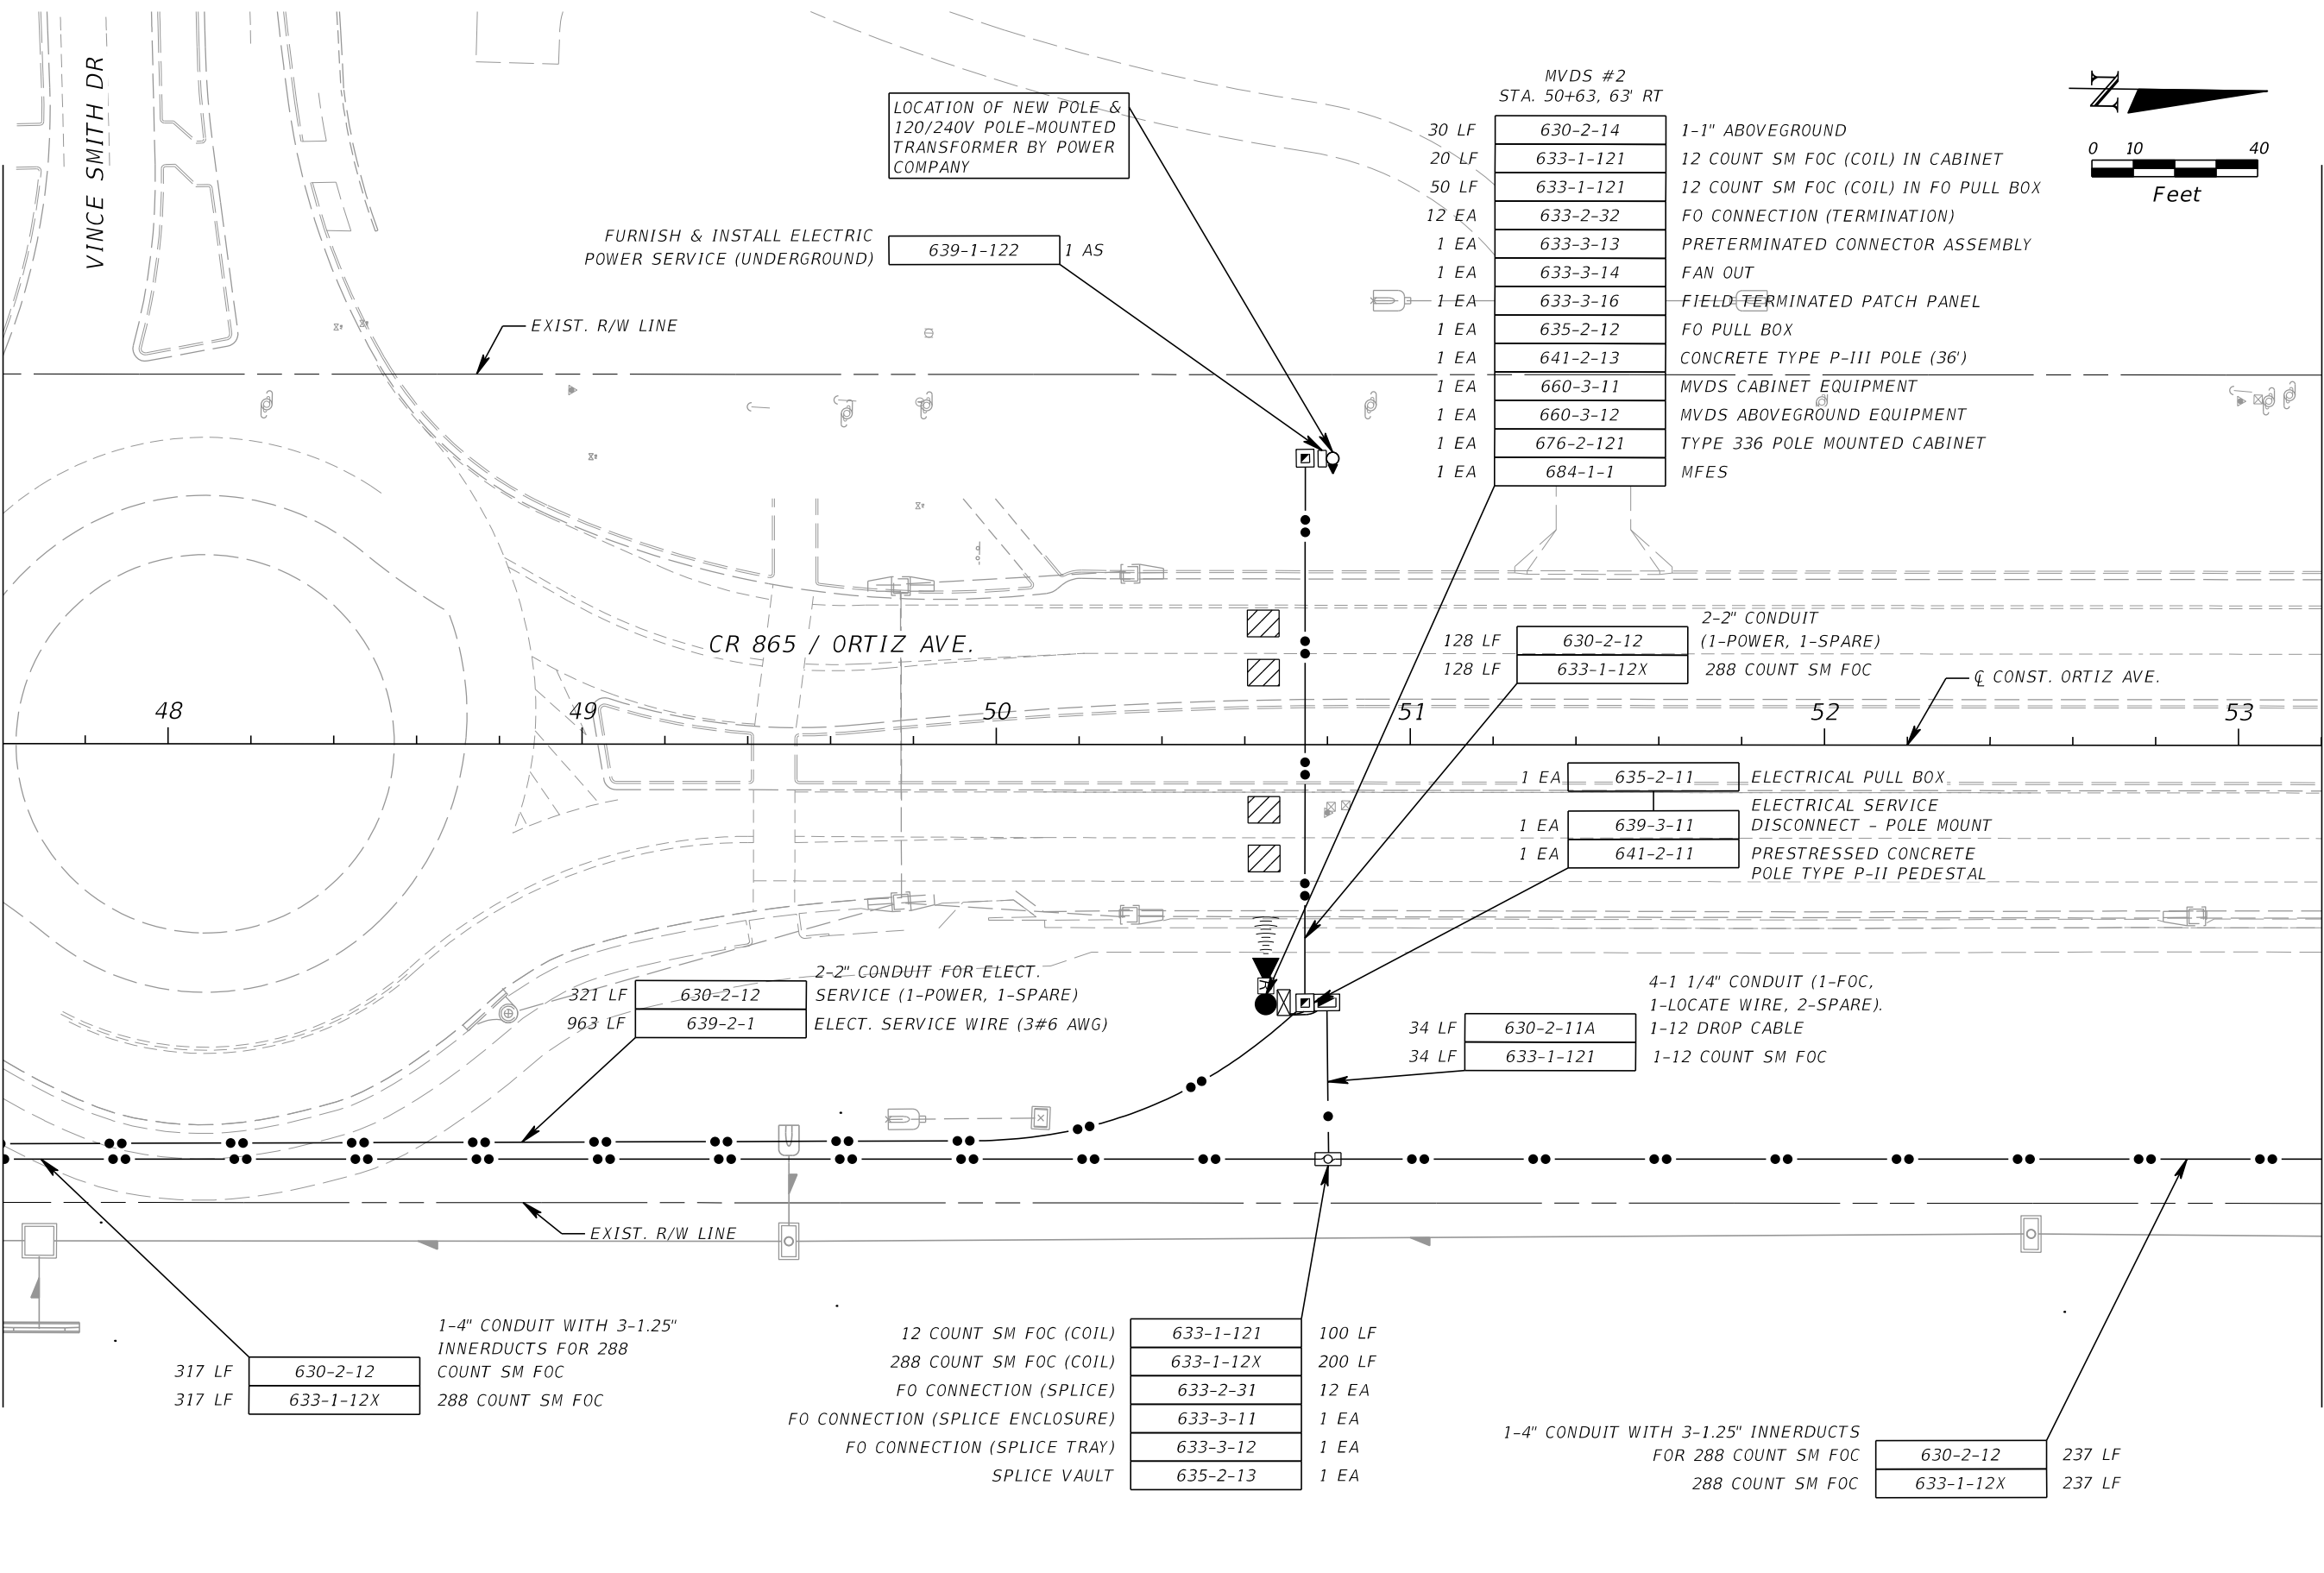 VINCE SMITH DR
LOCATION OF NEW POLE &
120/240V POLE-MOUNTED
TRANSFORMER BY POWER
COMPANY
FURNISH & INSTALL ELECTRIC
POWER SERVICE (UNDERGROUND)
639-1-122 1 AS
EXIST. R/W LINE
MVDS #2
STA. 50+63, 63' RT
30 LF 630-2-14 1-1" ABOVEGROUND
20 LF 633-1-121 12 COUNT SM FOC (COIL) IN CABINET
50 LF 633-1-121 12 COUNT SM FOC (COIL) IN FO PULL BOX
12 EA 633-2-32 FO CONNECTION (TERMINATION)
1 EA 633-3-13 PRETERMINATED CONNECTOR ASSEMBLY
1 EA 633-3-14 FAN OUT
1 EA 633-3-16 FIELD TERMINATED PATCH PANEL
1 EA 635-2-12 FO PULL BOX
1 EA 641-2-13 CONCRETE TYPE P-III POLE (36')
1 EA 660-3-11 MVDS CABINET EQUIPMENT
1 EA 660-3-12 MVDS ABOVEGROUND EQUIPMENT
1 EA 676-2-121 TYPE 336 POLE MOUNTED CABINET
1 EA 684-1-1 MFES
N
0 10 40
Feet
CR 865 / ORTIZ AVE.
2-2" CONDUIT
128 LF 630-2-12 (1-POWER, 1-SPARE)
128 LF 633-1-12X 288 COUNT SM FOC
℄ CONST. ORTIZ AVE.
48 49 50 51 52 53
1 EA 635-2-11 ELECTRICAL PULL BOX
ELECTRICAL SERVICE
1 EA 639-3-11 DISCONNECT - POLE MOUNT
1 EA 641-2-11 PRESTRESSED CONCRETE
POLE TYPE P-II PEDESTAL
2-2" CONDUIT FOR ELECT.
321 LF 630-2-12 SERVICE (1-POWER, 1-SPARE)
963 LF 639-2-1 ELECT. SERVICE WIRE (3#6 AWG)
4-1 1/4" CONDUIT (1-FOC,
1-LOCATE WIRE, 2-SPARE).
34 LF 630-2-11A 1-12 DROP CABLE
34 LF 633-1-121 1-12 COUNT SM FOC
EXIST. R/W LINE
1-4" CONDUIT WITH 3-1.25"
INNERDUCTS FOR 288
317 LF 630-2-12 COUNT SM FOC
317 LF 633-1-12X 288 COUNT SM FOC
12 COUNT SM FOC (COIL) 633-1-121 100 LF
288 COUNT SM FOC (COIL) 633-1-12X 200 LF
FO CONNECTION (SPLICE) 633-2-31 12 EA
FO CONNECTION (SPLICE ENCLOSURE) 633-3-11 1 EA
FO CONNECTION (SPLICE TRAY) 633-3-12 1 EA
SPLICE VAULT 635-2-13 1 EA
1-4" CONDUIT WITH 3-1.25" INNERDUCTS
FOR 288 COUNT SM FOC 630-2-12 237 LF
288 COUNT SM FOC 633-1-12X 237 LF